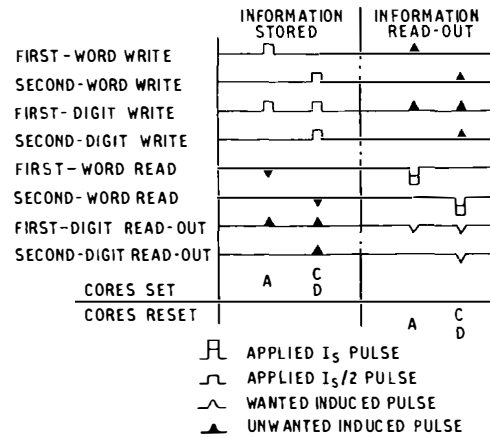 INFORMATION STORED
INFORMATION READ-OUT
FIRST-WORD WRITE
SECOND-WORD WRITE
FIRST-DIGIT WRITE
SECOND-DIGIT WRITE
FIRST-WORD READ
SECOND-WORD READ
FIRST-DIGIT READ-OUT
SECOND-DIGIT READ-OUT
CORES SET A C D
CORES RESET A C D
APPLIED IS PULSE
APPLIED IS/2 PULSE
WANTED INDUCED PULSE
UNWANTED INDUCED PULSE